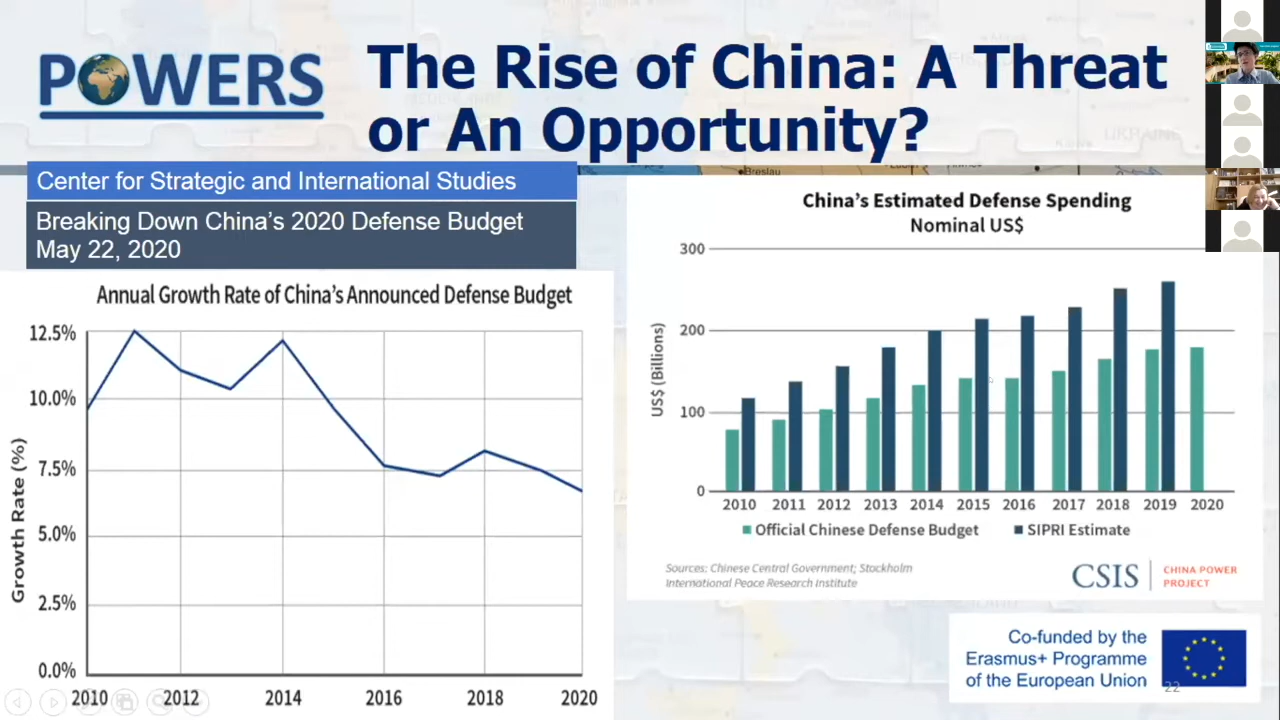 POWERS
The Rise of China: A Threat
or An Opportunity?
Center for Strategic and International Studies
Breaking Down China's 2020 Defense Budget
May 22, 2020
Annual Growth Rate of China's Announced Defense Budget
Growth Rate (%)
12.5%
10.0%
7.5%
5.0%
2.5%
0.0%
2010 2012 2014 2016 2018 2020
Breslau
UKRAIN
China's Estimated Defense Spending
Nominal US$
US$ (Billions)
300
200
100
0
2010 2011 2012 2013 2014 2015 2016 2017 2018 2019 2020
Official Chinese Defense Budget SIPRI Estimate
Sources: Chinese Central Government; Stockholm
International Peace Research Institute
CSIS
CHINA POWER
PROJECT
Co-funded by the
Erasmus+ Programme
of the European Union
22